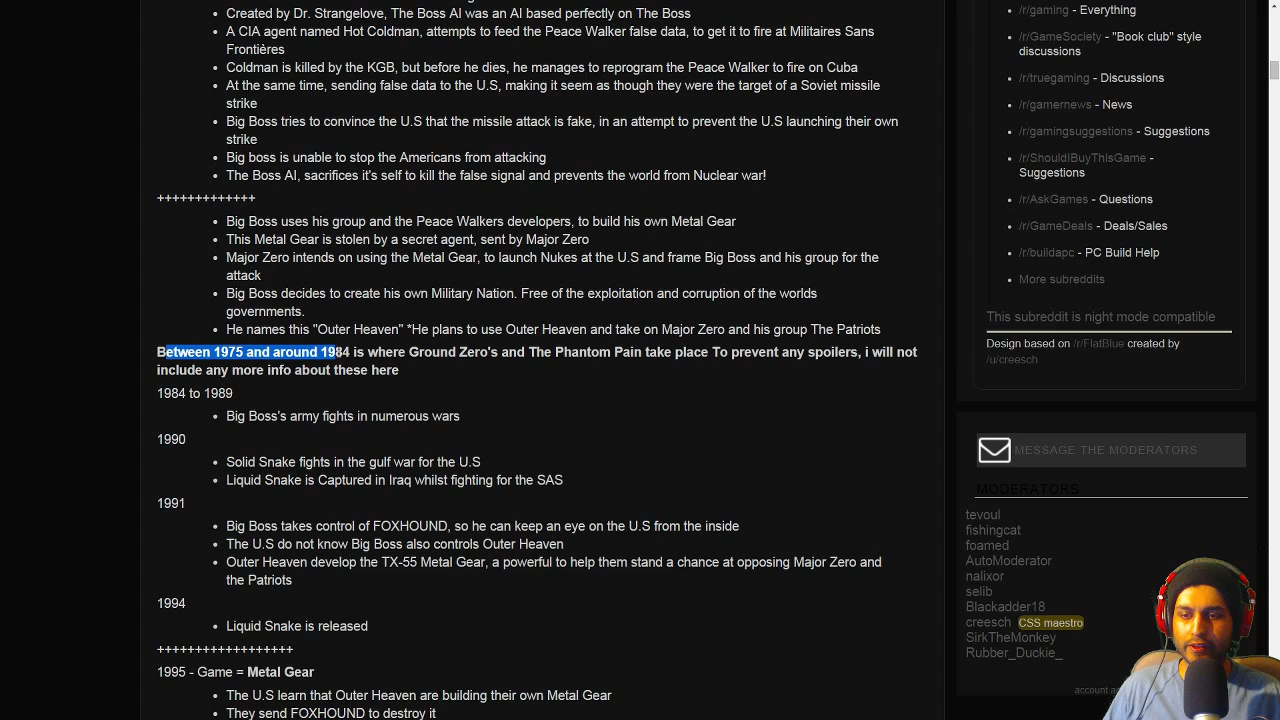 Created by Dr. Strangelove, The Boss AI was an AI based perfectly on The Boss
A CIA agent named Hot Coldman, attempts to feed the Peace Walker false data, to get it to fire at Militaires Sans
Frontières
Coldman is killed by the KGB, but before he dies, he manages to reprogram the Peace Walker to fire on Cuba
At the same time, sending false data to the U.S, making it seem as though they were the target of a Soviet missile
strike
Big Boss tries to convince the U.S that the missile attack is fake, in an attempt to prevent the U.S launching their own
strike
Big boss is unable to stop the Americans from attacking
The Boss AI, sacrifices it's self to kill the false signal and prevents the world from Nuclear war!
+++++++++++++
Big Boss uses his group and the Peace Walkers developers, to build his own Metal Gear
This Metal Gear is stolen by a secret agent, sent by Major Zero
Major Zero intends on using the Metal Gear, to launch Nukes at the U.S and frame Big Boss and his group for the
attack
Big Boss decides to create his own Military Nation. Free of the exploitation and corruption of the worlds
governments.
He names this "Outer Heaven" *He plans to use Outer Heaven and take on Major Zero and his group The Patriots
Between 1975 and around 1984 is where Ground Zero's and The Phantom Pain take place To prevent any spoilers, i will not
include any more info about these here
1984 to 1989
Big Boss's army fights in numerous wars
1990
Solid Snake fights in the gulf war for the U.S
Liquid Snake is Captured in Iraq whilst fighting for the SAS
1991
Big Boss takes control of FOXHOUND, so he can keep an eye on the U.S from the inside
The U.S do not know Big Boss also controls Outer Heaven
Outer Heaven develop the TX-55 Metal Gear, a powerful to help them stand a chance at opposing Major Zero and
the Patriots
1994
Liquid Snake is released
++++++++++++++++++
1995 - Game = Metal Gear
The U.S learn that Outer Heaven are building their own Metal Gear
They send FOXHOUND to destroy it
/r/gaming - Everything
/r/GameSociety - "Book club" style
discussions
/r/truegaming - Discussions
/r/gamernews - News
/r/gamingsuggestions - Suggestions
/r/ShouldIBuyThisGame -
Suggestions
/r/AskGames - Questions
/r/GameDeals - Deals/Sales
/r/buildapc - PC Build Help
More subreddits
This subreddit is night mode compatible
Design based on /r/FlatBlue created by
/u/creesch
MESSAGE THE MODERATORS
MODERATORS
tevoul
fishingcat
foamed
AutoModerator
nalixor
selib
Blackadder18
creesch CSS maestro
SirkTheMonkey
Rubber_Duckie_
account